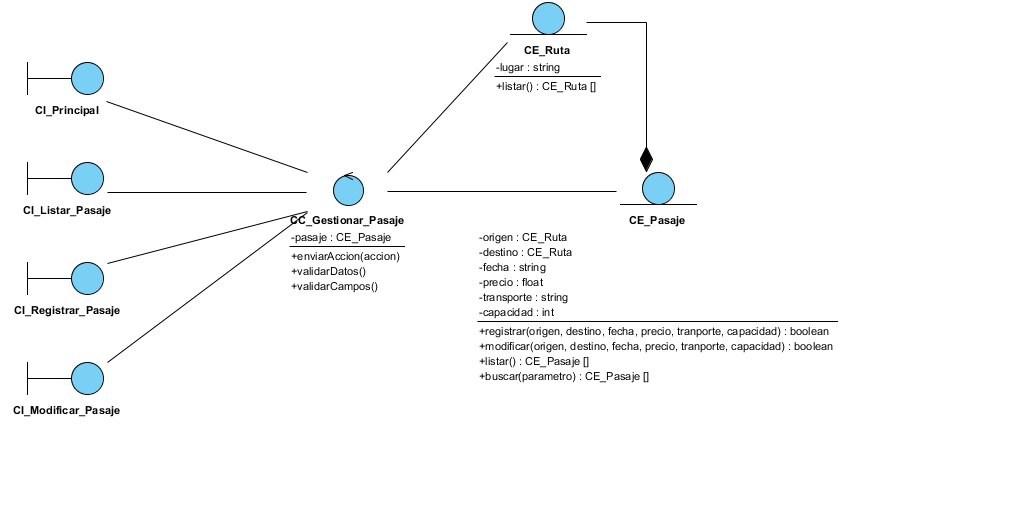 CE_Ruta
-lugar : string
+listar() : CE_Ruta []
CI_Principal
CI_Listar_Pasaje
CI_Registrar_Pasaje
CI_Modificar_Pasaje
CC_Gestionar_Pasaje
-pasaje : CE_Pasaje
+enviarAccion(accion)
+validarDatos()
+validarCampos()
CE_Pasaje
-origen : CE_Ruta
-destino : CE_Ruta
-fecha : string
-precio : float
-transporte : string
-capacidad : int
+registrar(origen, destino, fecha, precio, tranporte, capacidad) : boolean
+modificar(origen, destino, fecha, precio, tranporte, capacidad) : boolean
+listar() : CE_Pasaje []
+buscar(parametro) : CE_Pasaje []